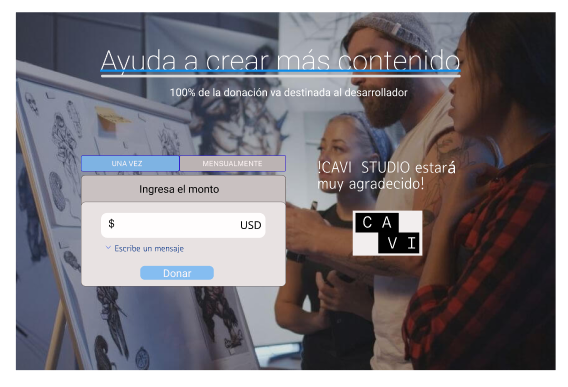 Ayuda a crear más contenido
100% de la donación va destinada al desarrollador
UNA VEZ MENSUALMENTE
Ingresa el monto
$ USD
Escribe un mensaje
Donar
!CAVI STUDIO estará
muy agradecido!
C A
V I